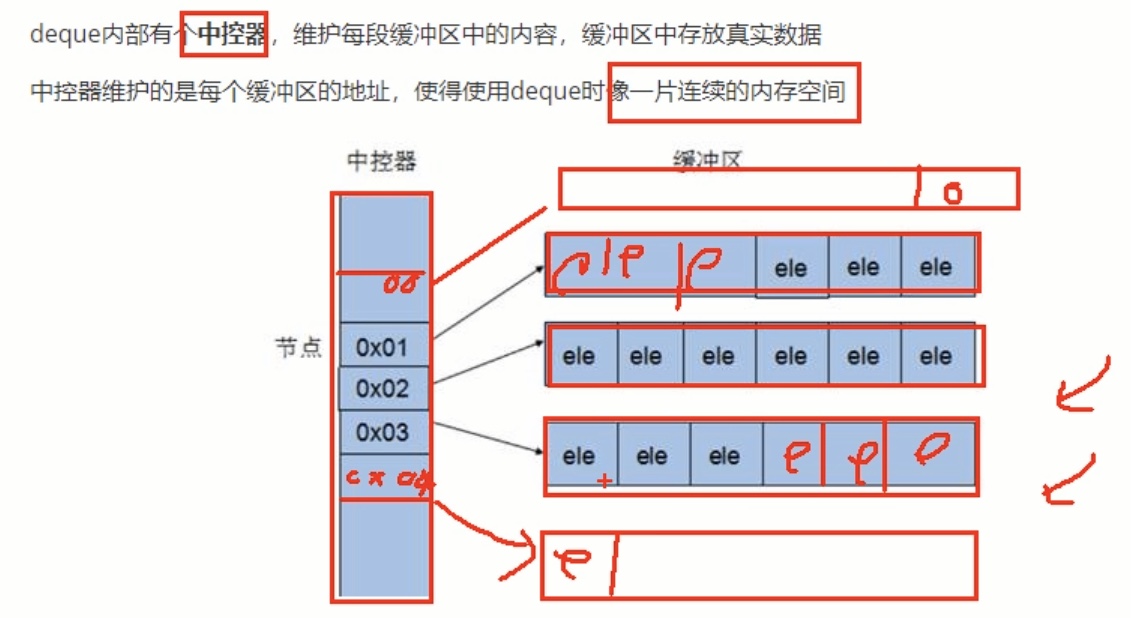 deque内部有个中控器，维护每段缓冲区中的内容，缓冲区中存放真实数据
中控器维护的是每个缓冲区的地址，使得使用deque时像一片连续的内存空间
中控器
缓冲区
ele ele ele
节点
0x01
ele ele ele ele ele ele
0x02
0x03
ele ele ele e e e
e